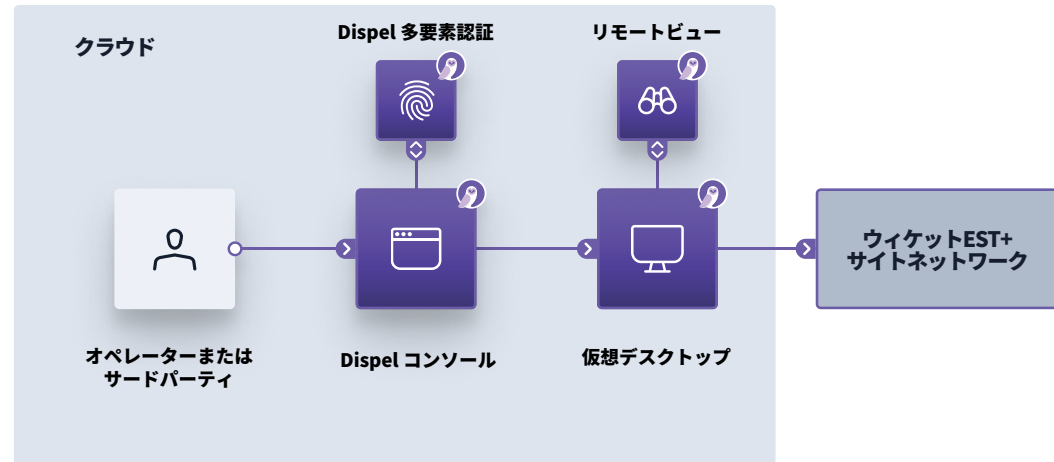 クラウド
Dispel 多要素認証
リモートビュー
ウィケットEST+
サイトネットワーク
オペレーターまたは
サードパーティ
Dispel コンソール
仮想デスクトップ